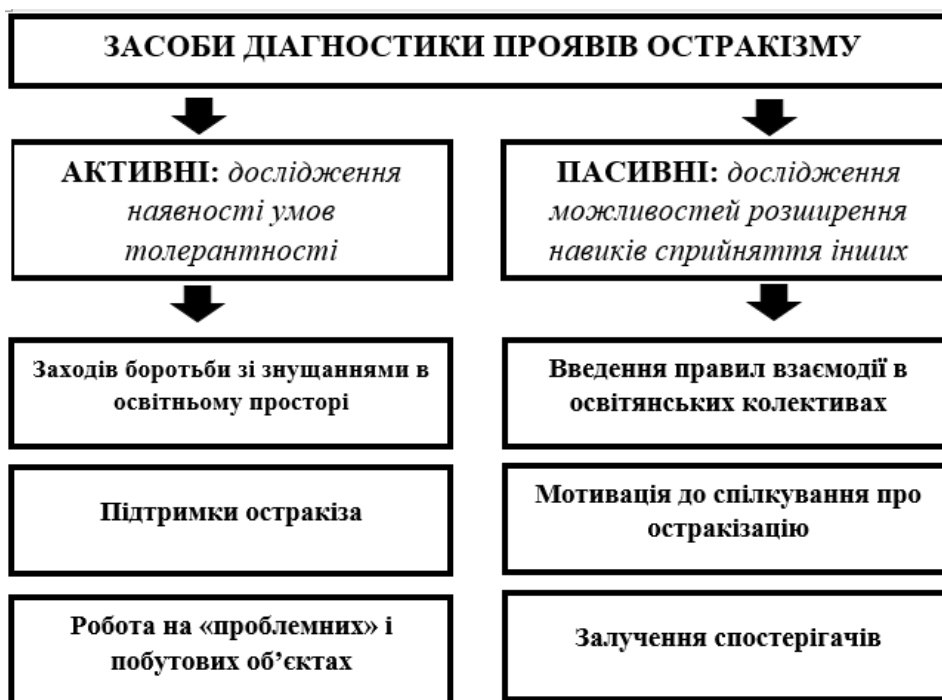 ЗАСОБИ ДІАГНОСТИКИ ПРОЯВІВ ОСТРАКІЗМУ
АКТИВНІ: дослідження
наявності умов
толерантності
ПАСИВНІ: дослідження
можливостей розширення
навиків сприйняття інших
Заходів боротьби зі знущаннями в
освітньому просторі
Введення правил взаємодії в
освітянських колективах
Підтримки остракіза
Мотивація до спілкування про
остракізацію
Робота на «проблемних» і
побутових об’єктах
Залучення спостерігачів